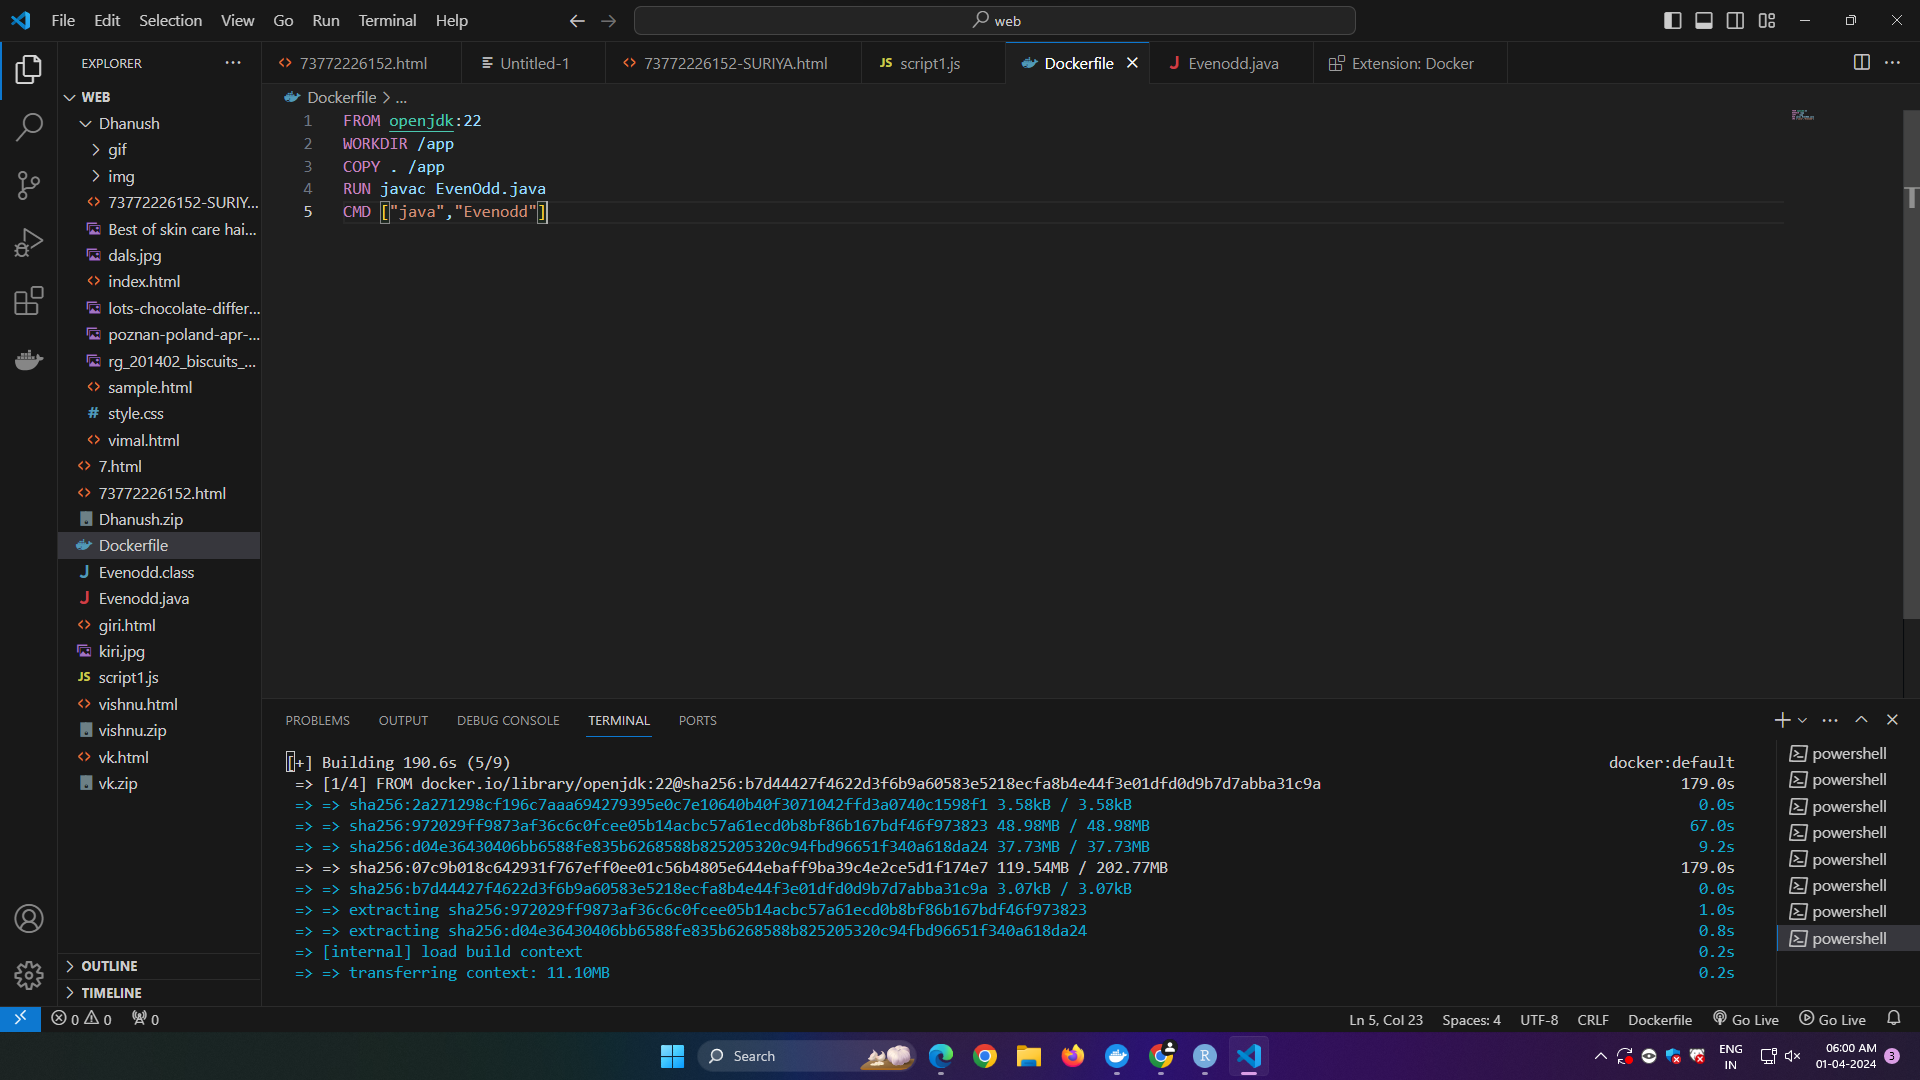 File Edit Selection View Go Run Terminal Help
web
EXPLORER
73772226152.html
Untitled-1
73772226152-SURIYA.html
JS script1.js
Dockerfile
J Evenodd.java
Extension: Docker
WEB
Dhanush
gif
img
73772226152-SURIY...
Best of skin care hai...
dals.jpg
index.html
lots-chocolate-differ...
poznan-poland-apr-...
rg_201402_biscuits_...
sample.html
# style.css
vimal.html
7.html
73772226152.html
Dhanush.zip
Dockerfile
J Evenodd.class
J Evenodd.java
giri.html
kiri.jpg
JS script1.js
vishnu.html
vishnu.zip
vk.html
vk.zip
OUTLINE
TIMELINE
Dockerfile > ...
1 FROM openjdk:22
2 WORKDIR /app
3 COPY . /app
4 RUN javac EvenOdd.java
5 CMD ["java","Evenodd"]
PROBLEMS OUTPUT DEBUG CONSOLE TERMINAL PORTS
[+] Building 190.6s (5/9) docker:default
=> [1/4] FROM docker.io/library/openjdk:22@sha256:b7d44427f4622d3f6b9a60583e5218ecfa8b4e44f3e01dfd0d9b7d7abba31c9a 179.0s
=> => sha256:2a271298cf196c7aaa694279395e0c7e10640b40f3071042ffd3a0740c1598f1 3.58kB / 3.58kB 0.0s
=> => sha256:972029ff9873af36c6c0fcee05b14acbc57a61ecd0b8bf86b167bdf46f973823 48.98MB / 48.98MB 67.0s
=> => sha256:d04e36430406bb6588fe835b6268588b825205320c94fbd96651f340a618da24 37.73MB / 37.73MB 9.2s
=> => sha256:07c9b018c642931f767eff0ee01c56b4805e644ebaff9ba39c4e2ce5d1f174e7 119.54MB / 202.77MB 179.0s
=> => sha256:b7d44427f4622d3f6b9a60583e5218ecfa8b4e44f3e01dfd0d9b7d7abba31c9a 3.07kB / 3.07kB 0.0s
=> => extracting sha256:972029ff9873af36c6c0fcee05b14acbc57a61ecd0b8bf86b167bdf46f973823 1.0s
=> => extracting sha256:d04e36430406bb6588fe835b6268588b825205320c94fbd96651f340a618da24 0.8s
=> [internal] load build context 0.2s
=> => transferring context: 11.10MB 0.2s
powershell
powershell
powershell
powershell
powershell
powershell
powershell
powershell
0 0 0
Ln 5, Col 23 Spaces: 4 UTF-8 CRLF Dockerfile Go Live Go Live
Search
R
ENG
IN
06:00 AM
01-04-2024
3